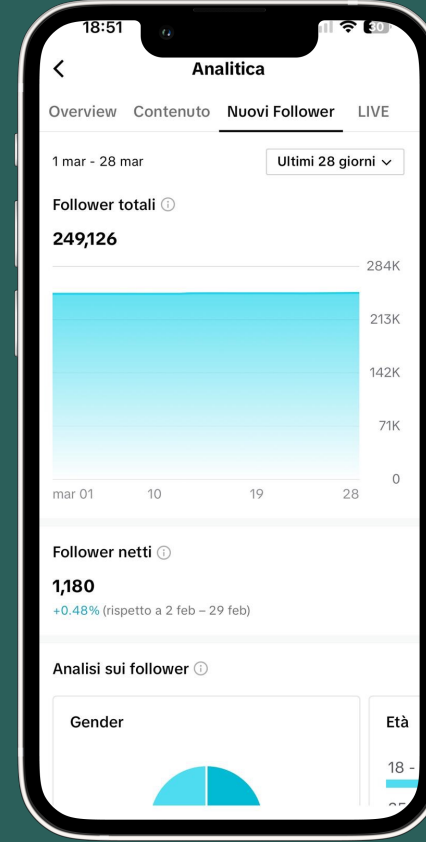 18:51
30
Analitica
Overview Contenuto Nuovi Follower LIVE
1 mar - 28 mar
Ultimi 28 giorni
Follower totali
249,126
284K
213K
142K
71K
0
mar 01 10 19 28
Follower netti
1,180
+0.48% (rispetto a 2 feb – 29 feb)
Analisi sui follower
Gender
Età
18 -